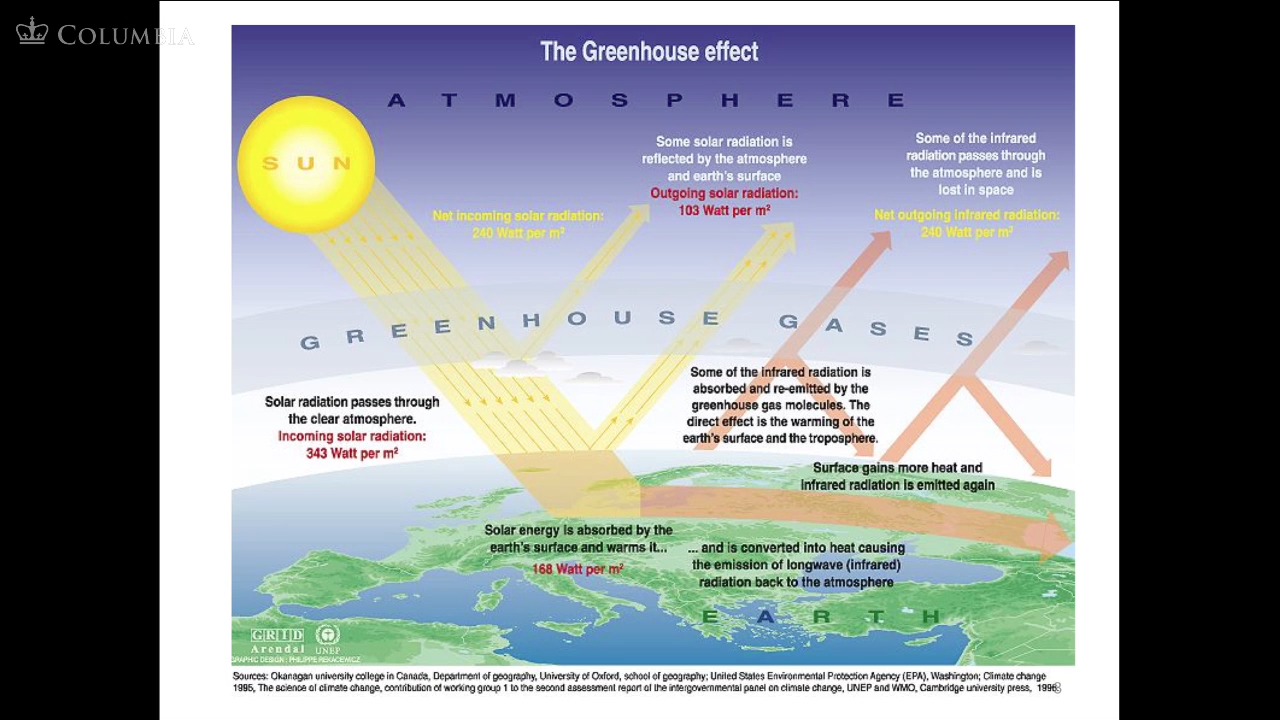 COLUMBIA
The Greenhouse effect
ATMOSPHERE
SUN
Some solar radiation is
reflected by the atmosphere
and earth's surface
Outgoing solar radiation:
103 Watt per m²
Some of the infrared
radiation passes through
the atmosphere and is
lost in space
Net outgoing infrared radiation:
240 Watt per m²
Net incoming solar radiation:
240 Watt per m²
GREENHOUSE GASES
Solar radiation passes through
the clear atmosphere.
Incoming solar radiation:
343 Watt per m²
Some of the infrared radiation is
absorbed and re-emitted by the
greenhouse gas molecules. The
direct effect is the warming of the
earth's surface and the troposphere.
Surface gains more heat and
infrared radiation is emitted again
Solar energy is absorbed by the
earth's surface and warms it...
168 Watt per m²
... and is converted into heat causing
the emission of longwave (infrared)
radiation back to the atmosphere
EARTH
GRID
Arendal UNEP
GRAPHIC DESIGN : PHILIPPE REKACEWICZ
Sources: Okanagan university college in Canada, Department of geography, University of Oxford, school of geography; United States Environmental Protection Agency (EPA), Washington; Climate change
1995, The science of climate change, contribution of working group 1 to the second assessment report of the intergovernmental panel on climate change, UNEP and WMO, Cambridge university press,